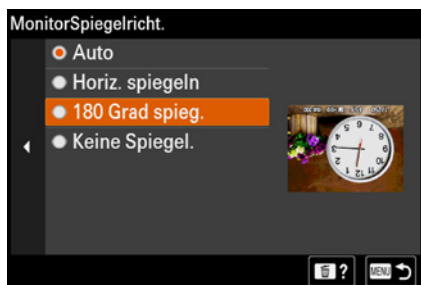 MonitorSpiegelricht.
Auto
Horiz. spiegeln
180 Grad spieg.
Keine Spiegel.
?
MENU